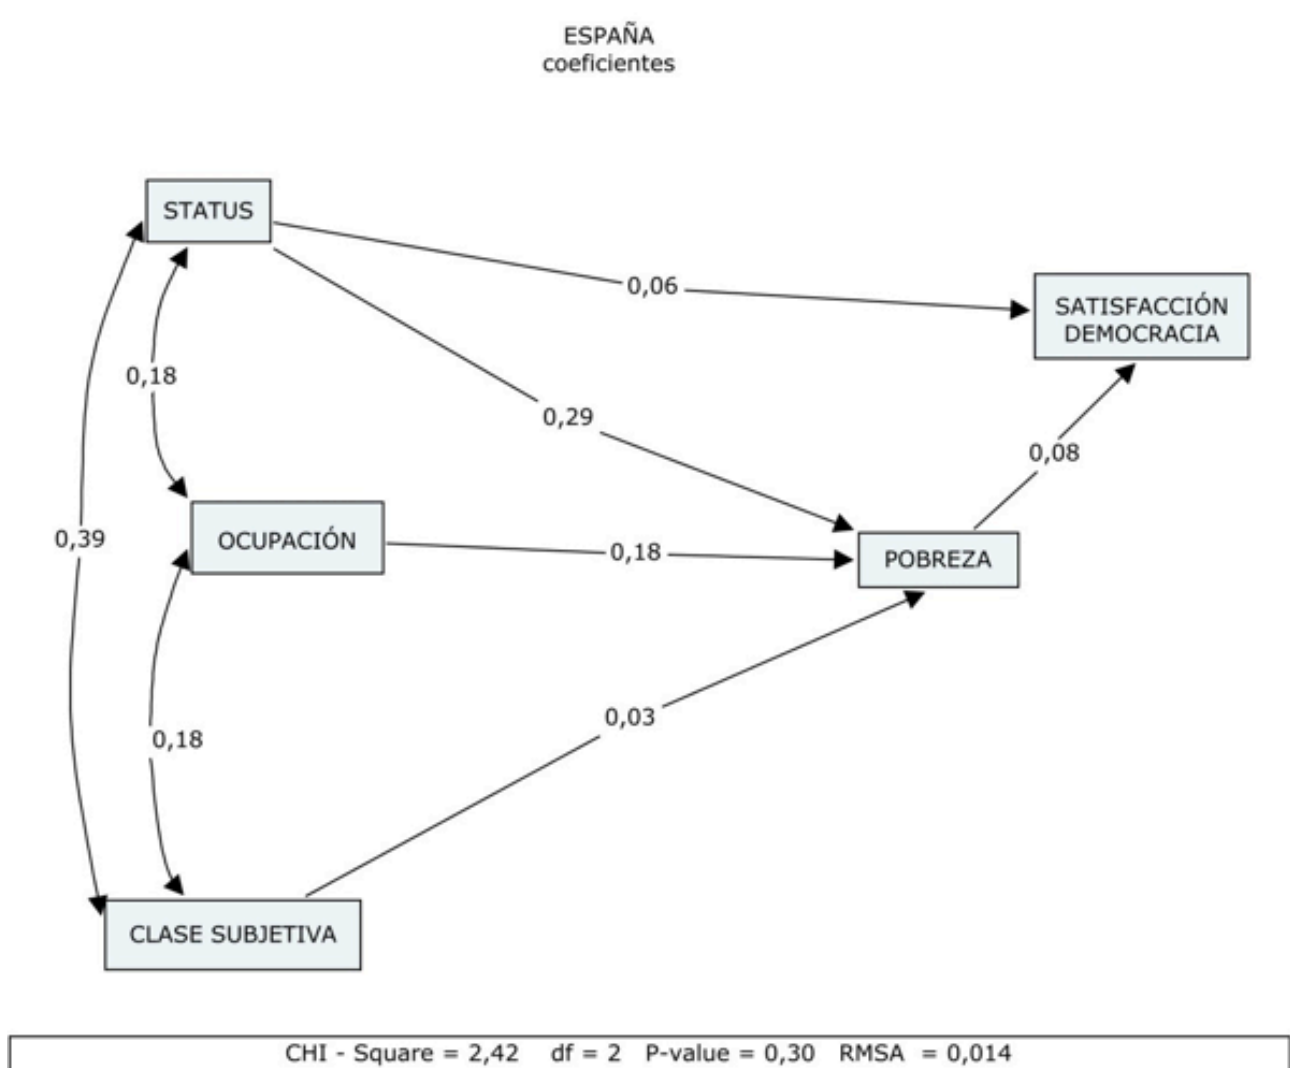 ESPAÑA
coeficientes
STATUS
0,06
SATISFACCIÓN
DEMOCRACIA
0,18
0,29
0,08
0,39
OCUPACIÓN
0,18
POBREZA
0,03
0,18
CLASE SUBJETIVA
CHI - Square = 2,42 df = 2 P-value = 0,30 RMSA = 0,014